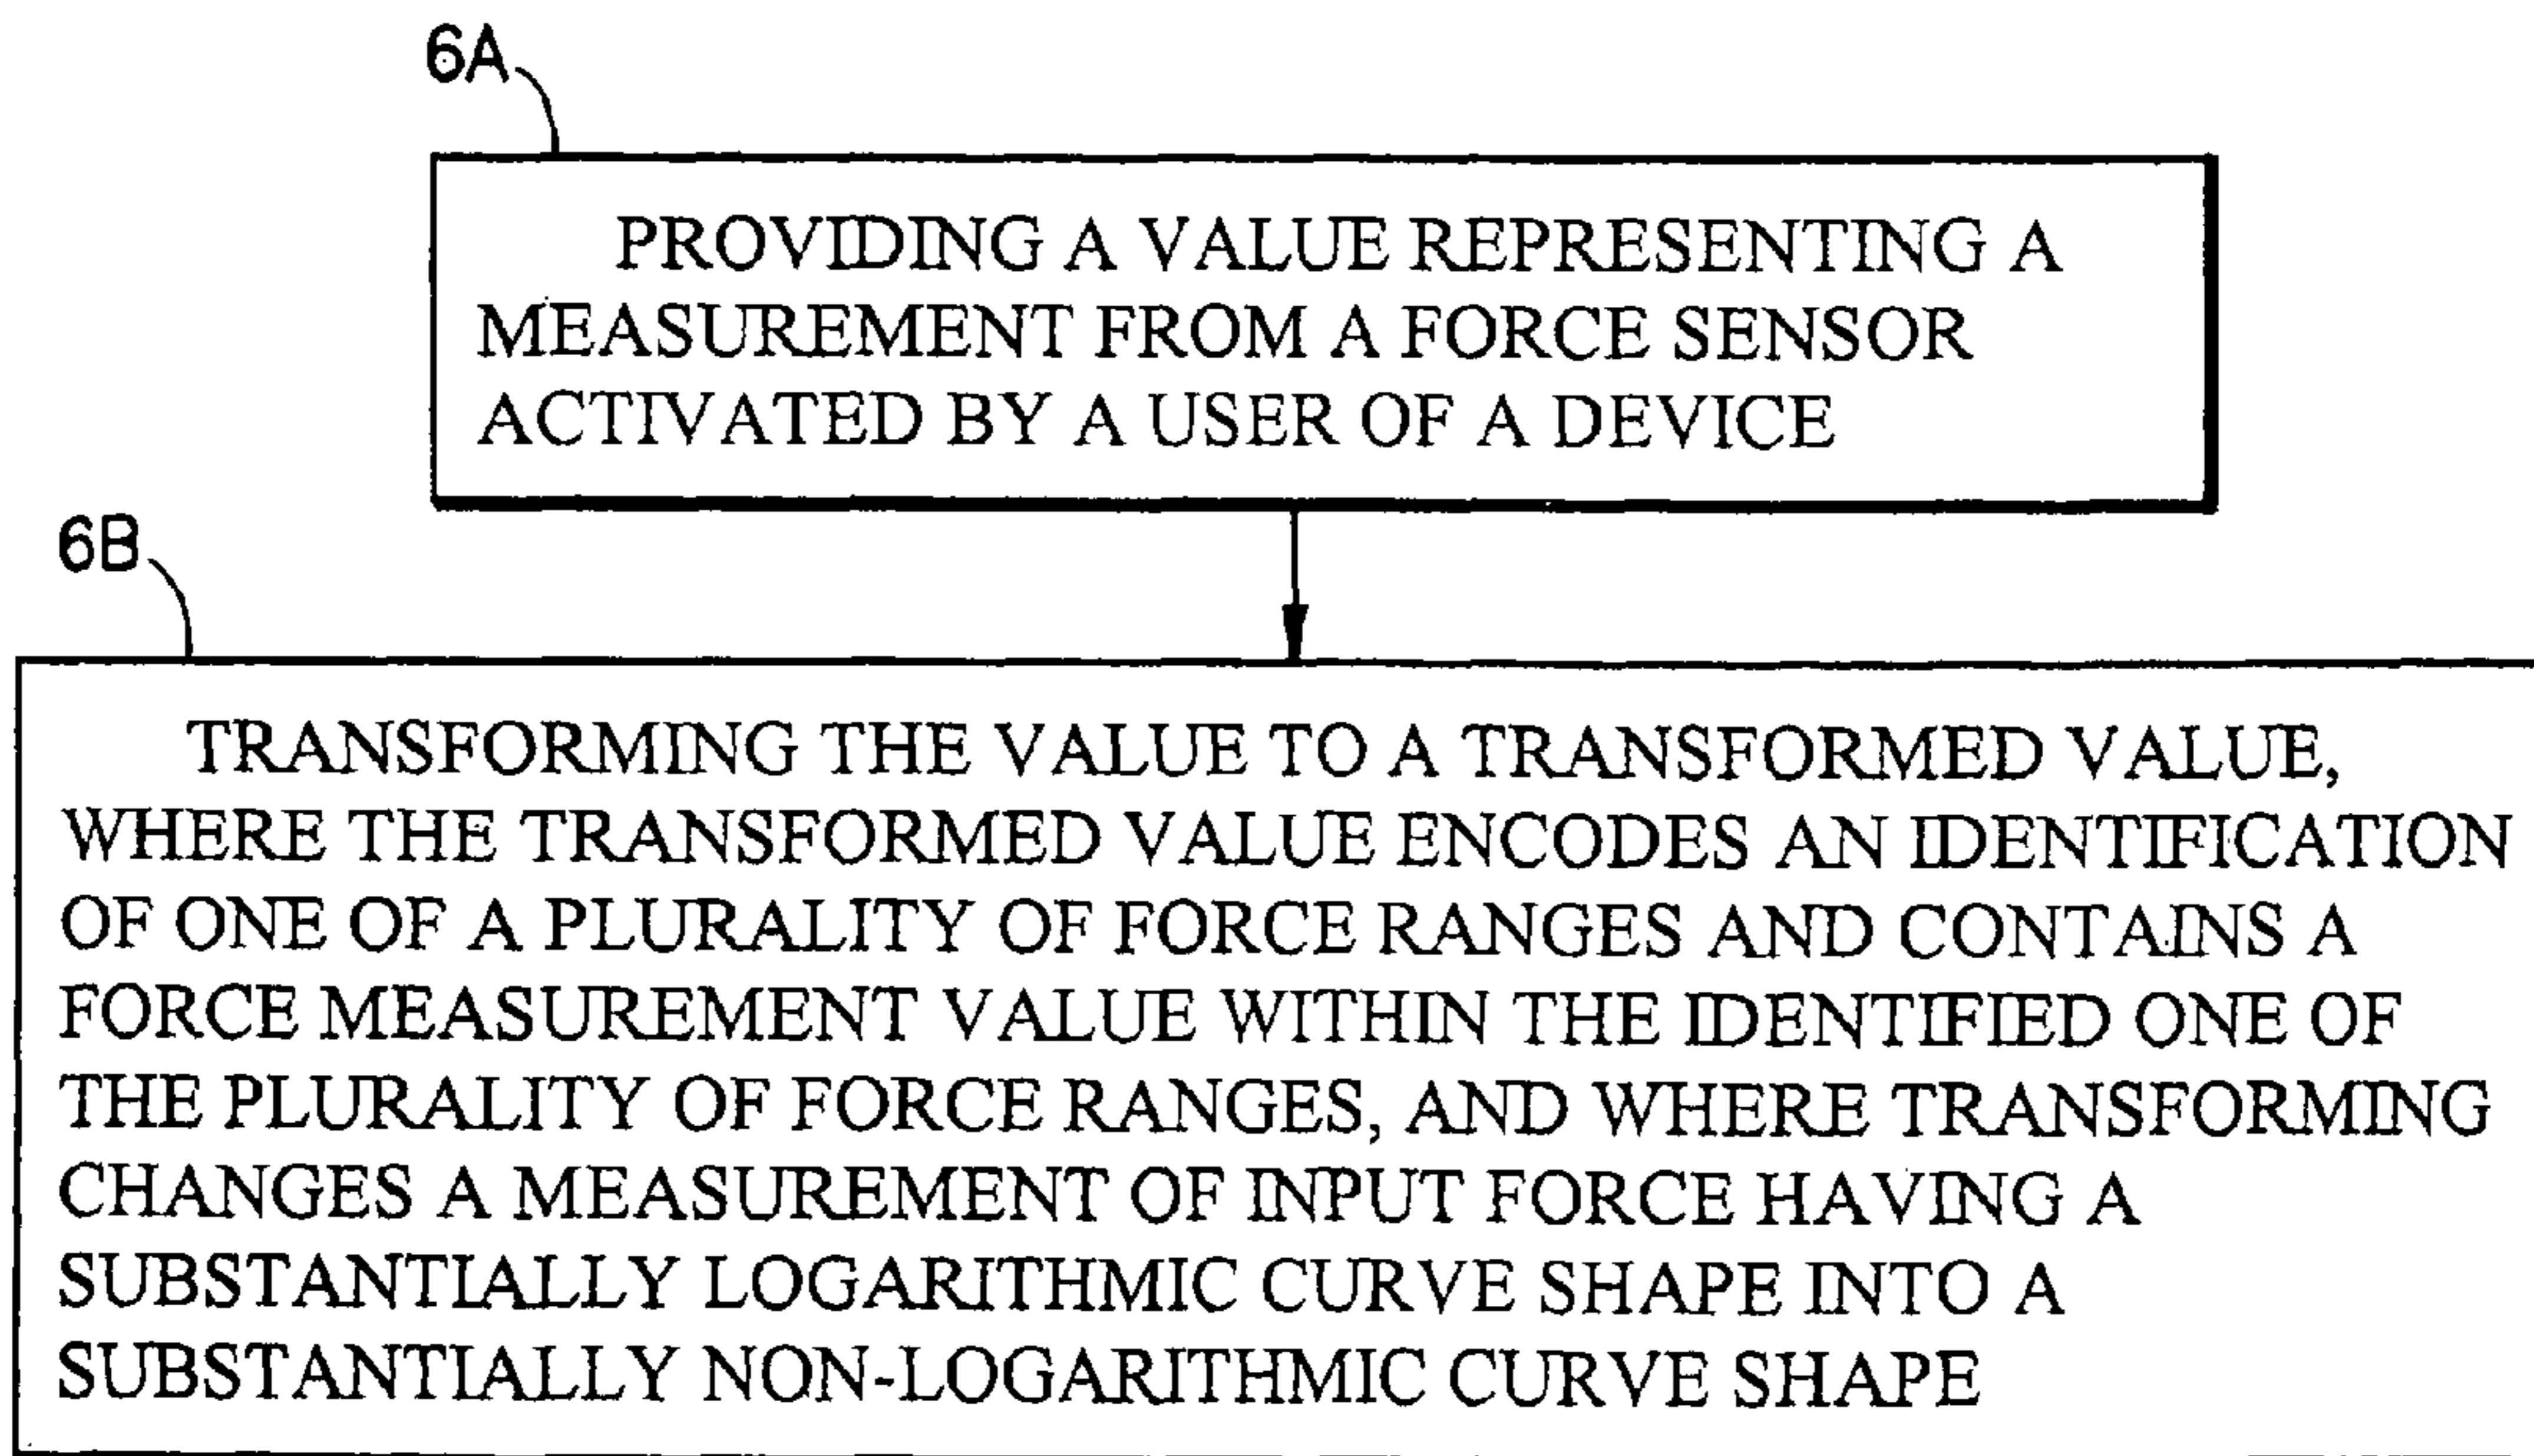 6A
PROVIDING A VALUE REPRESENTING A
MEASUREMENT FROM A FORCE SENSOR
ACTIVATED BY A USER OF A DEVICE
6B
TRANSFORMING THE VALUE TO A TRANSFORMED VALUE,
WHERE THE TRANSFORMED VALUE ENCODES AN IDENTIFICATION
OF ONE OF A PLURALITY OF FORCE RANGES AND CONTAINS A
FORCE MEASUREMENT VALUE WITHIN THE IDENTIFIED ONE OF
THE PLURALITY OF FORCE RANGES, AND WHERE TRANSFORMING
CHANGES A MEASUREMENT OF INPUT FORCE HAVING A
SUBSTANTIALLY LOGARITHMIC CURVE SHAPE INTO A
SUBSTANTIALLY NON-LOGARITHMIC CURVE SHAPE